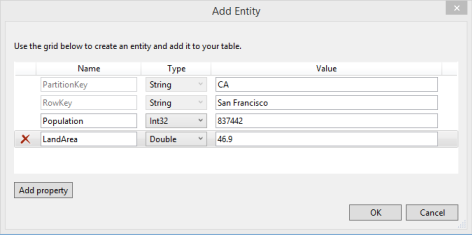 Add Entity
Use the grid below to create an entity and add it to your table.
Name Type Value
PartitionKey String CA
RowKey String San Francisco
Population Int32 837442
LandArea Double 46.9
Add property
OK Cancel